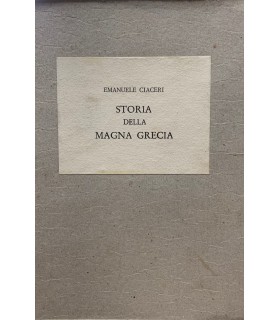 EMANUELE CIACERI
STORIA
DELLA
MAGNA GRECIA